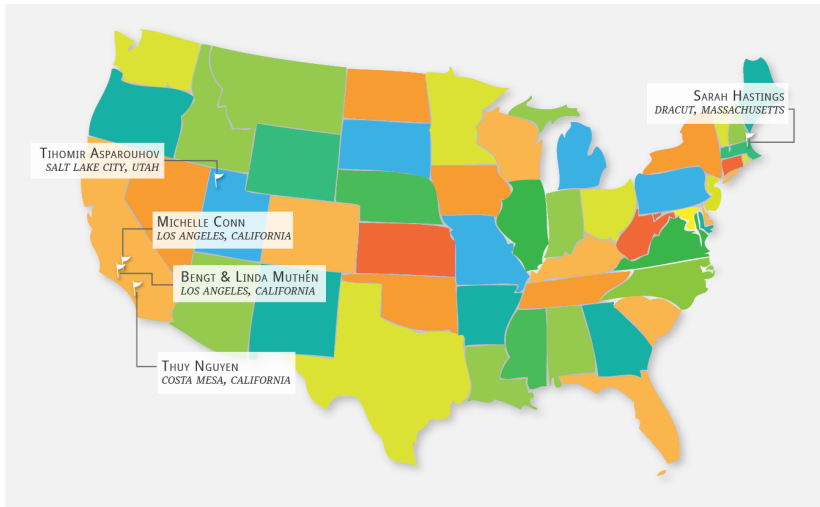 Sarah Hastings
Dracut, Massachusetts
Tihomir Asparouhov
Salt Lake City, Utah
Michelle Conn
Los Angeles, California
Bengt & Linda Muthén
Los Angeles, California
Thuy Nguyen
Costa Mesa, California